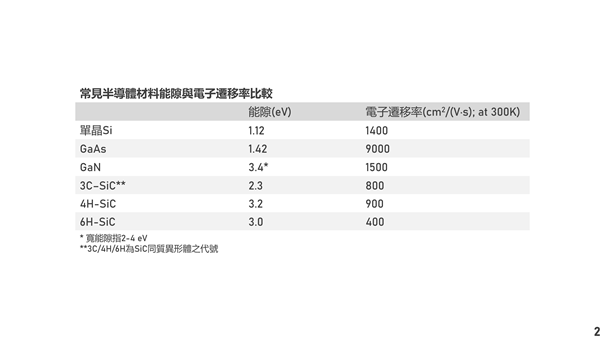 常見半導體材料能隙與電子遷移率比較
能隙(eV) 電子遷移率(cm²/(V·s); at 300K)
單晶Si 1.12 1400
GaAs 1.42 9000
GaN 3.4* 1500
3C-SiC** 2.3 800
4H-SiC 3.2 900
6H-SiC 3.0 400
* 寬能隙指2-4 eV
**3C/4H/6H為SiC同質異形體之代號
2